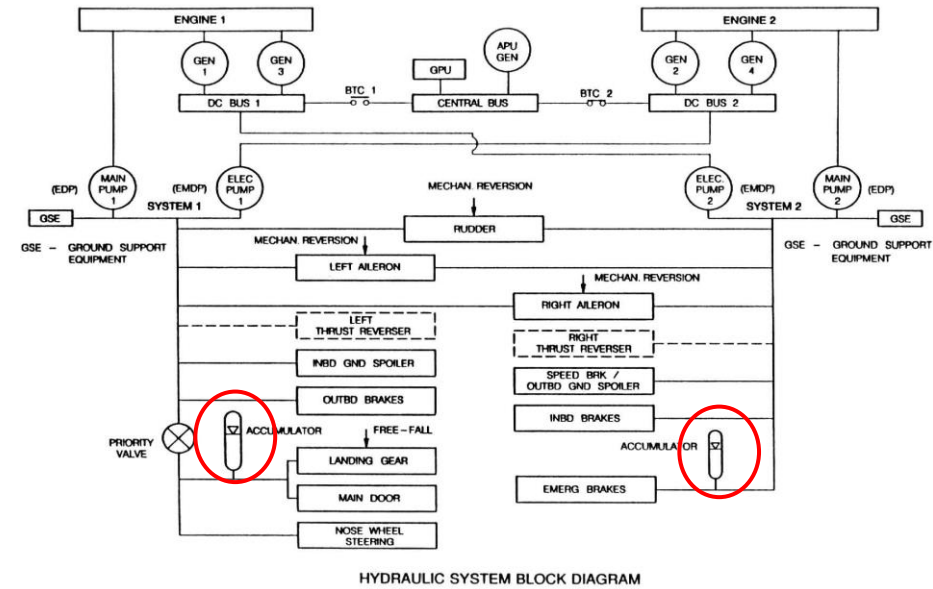 ENGINE 1
ENGINE 2
GEN
1
GEN
3
GPU
APU
GEN
GEN
2
GEN
4
DC BUS 1
BTC 1
CENTRAL BUS
BTC 2
DC BUS 2
(EDP)
MAIN
PUMP
1
(EMDP)
ELEC
PUMP
1
MECHAN. REVERSION
ELEC.
PUMP
2
(EMDP)
MAIN
PUMP
2
(EDP)
GSE
SYSTEM 1
SYSTEM 2
GSE
GSE – GROUND SUPPORT
EQUIPMENT
RUDDER
GSE – GROUND SUPPORT
EQUIPMENT
MECHAN. REVERSION
LEFT AILERON
MECHAN. REVERSION
RIGHT AILERON
LEFT
THRUST REVERSER
RIGHT
THRUST REVERSER
INBD GND SPOILER
SPEED BRK /
OUTBD GND SPOILER
OUTBD BRAKES
INBD BRAKES
PRIORITY
VALVE
ACCUMULATOR
FREE–FALL
ACCUMULATOR
LANDING GEAR
MAIN DOOR
EMERG BRAKES
NOSE WHEEL
STEERING
HYDRAULIC SYSTEM BLOCK DIAGRAM